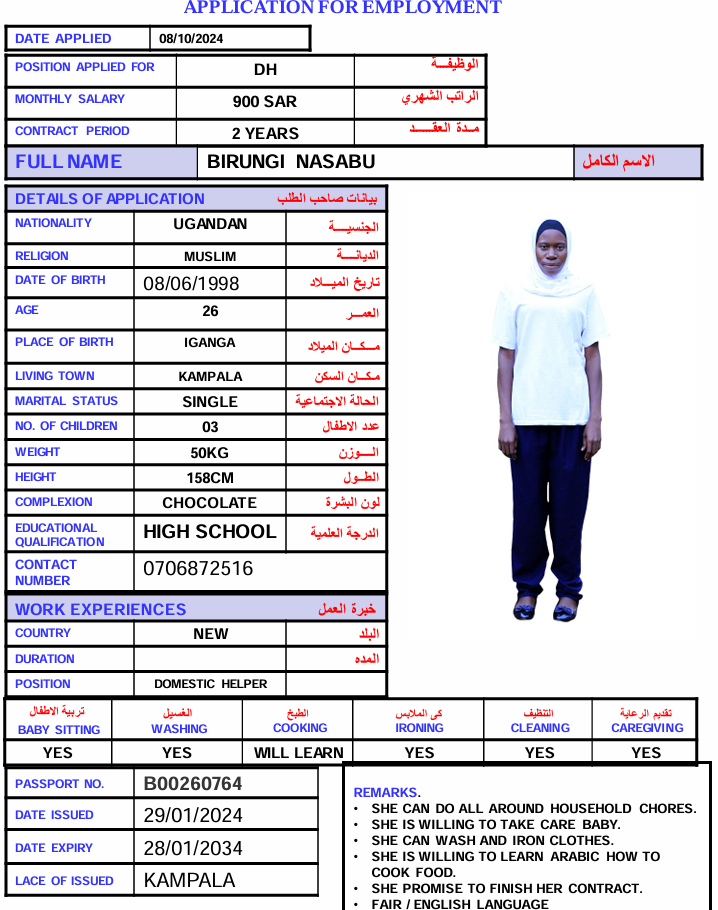 APPLICATION FOR EMPLOYMENT
DATE APPLIED 08/10/2024
POSITION APPLIED FOR DH الوظيفـــة
MONTHLY SALARY 900 SAR الراتب الشهري
CONTRACT PERIOD 2 YEARS مـدة العقـــد
FULL NAME BIRUNGI NASABU الاسم الكامل
DETAILS OF APPLICATION بيانات صاحب الطلب
NATIONALITY UGANDAN الجنسيـــة
RELIGION MUSLIM الديانــــة
DATE OF BIRTH 08/06/1998 تاريخ الميـــلاد
AGE 26 العمـــر
PLACE OF BIRTH IGANGA مـــكـــان الميلاد
LIVING TOWN KAMPALA مكـــان السكن
MARITAL STATUS SINGLE الحالة الاجتماعية
NO. OF CHILDREN 03 عدد الاطفال
WEIGHT 50KG الـــوزن
HEIGHT 158CM الطــول
COMPLEXION CHOCOLATE لون البشرة
EDUCATIONAL QUALIFICATION HIGH SCHOOL الدرجة العلمية
CONTACT NUMBER 0706872516
WORK EXPERIENCES خبرة العمل
COUNTRY NEW البلد
DURATION المده
POSITION DOMESTIC HELPER
تربية الاطفال الغسيل الطبخ كى الملابس التنظيف تقديم الرعاية
BABY SITTING WASHING COOKING IRONING CLEANING CAREGIVING
YES YES WILL LEARN YES YES YES
PASSPORT NO. B00260764
DATE ISSUED 29/01/2024
DATE EXPIRY 28/01/2034
LACE OF ISSUED KAMPALA
REMARKS.
• SHE CAN DO ALL AROUND HOUSEHOLD CHORES.
• SHE IS WILLING TO TAKE CARE BABY.
• SHE CAN WASH AND IRON CLOTHES.
• SHE IS WILLING TO LEARN ARABIC HOW TO
COOK FOOD.
• SHE PROMISE TO FINISH HER CONTRACT.
• FAIR / ENGLISH LANGUAGE